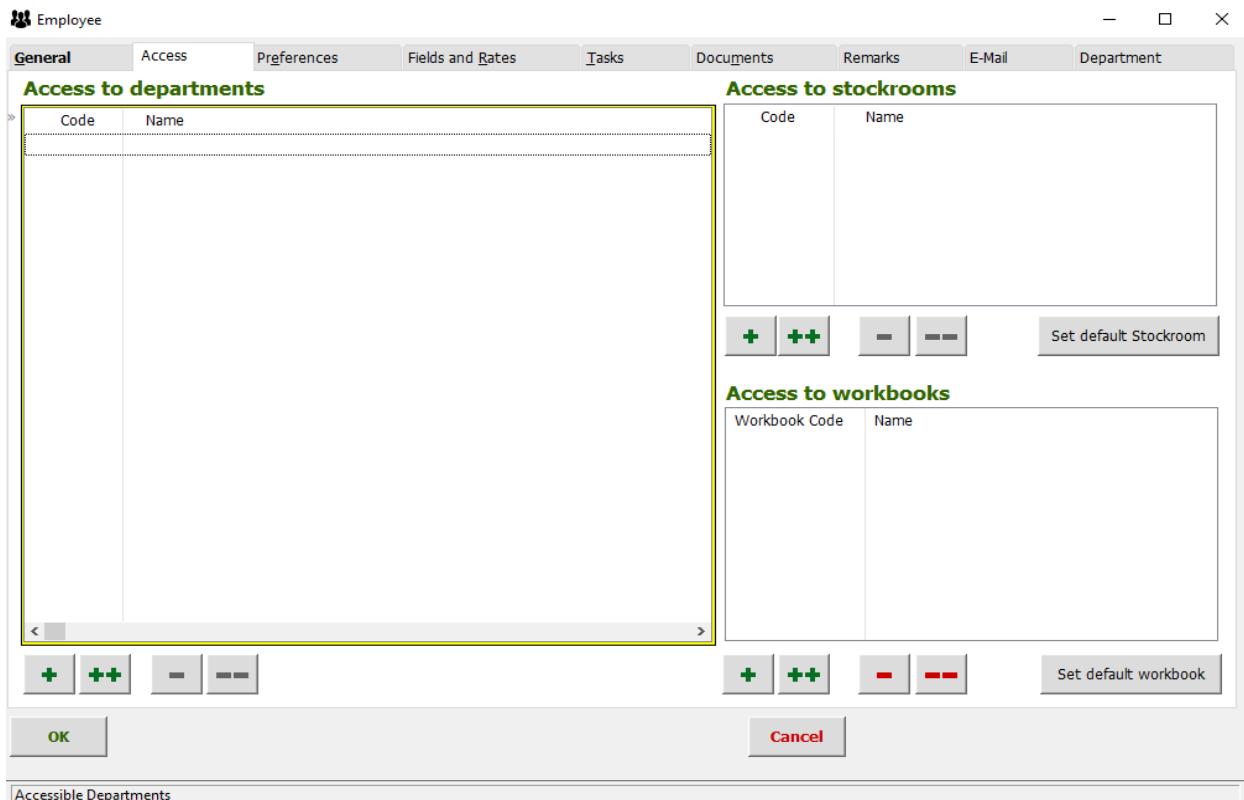 Employee
General Access Preferences Fields and Rates Tasks Documents Remarks E-Mail Department
Access to departments
Code Name
Access to stockrooms
Code Name
+ ++ - -- Set default Stockroom
Access to workbooks
Workbook Code Name
+ ++ - --
+ ++ - -- Set default workbook
OK Cancel
Accessible Departments